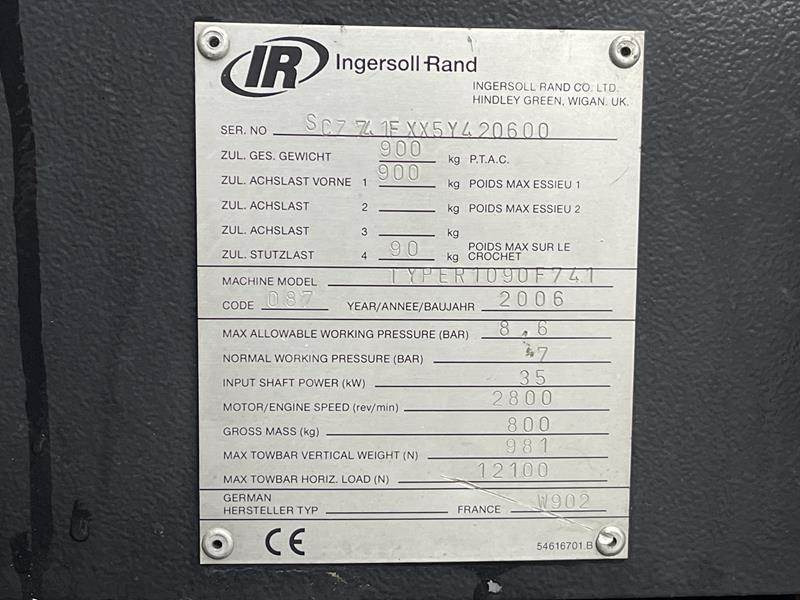 IR Ingersoll-Rand
INGERSOLL RAND CO. LTD.
HINDLEY GREEN, WIGAN. UK.
SER. NO SC7741FXX5Y420600
ZUL. GES. GEWICHT 900 kg P.T.A.C.
ZUL. ACHSLAST VORNE 1 900 kg POIDS MAX ESSIEU 1
ZUL. ACHSLAST 2 kg POIDS MAX ESSIEU 2
ZUL. ACHSLAST 3 kg
ZUL. STUTZLAST 4 90 kg POIDS MAX SUR LE CROCHET
MACHINE MODEL TYPER1090F741
CODE 087 YEAR/ANNEE/BAUJAHR 2006
MAX ALLOWABLE WORKING PRESSURE (BAR) 8.6
NORMAL WORKING PRESSURE (BAR) 7
INPUT SHAFT POWER (kW) 35
MOTOR/ENGINE SPEED (rev/min) 2800
GROSS MASS (kg) 800
MAX TOWBAR VERTICAL WEIGHT (N) 981
MAX TOWBAR HORIZ. LOAD (N) 12100
GERMAN
HERSTELLER TYP FRANCE W902
CE 54616701.B